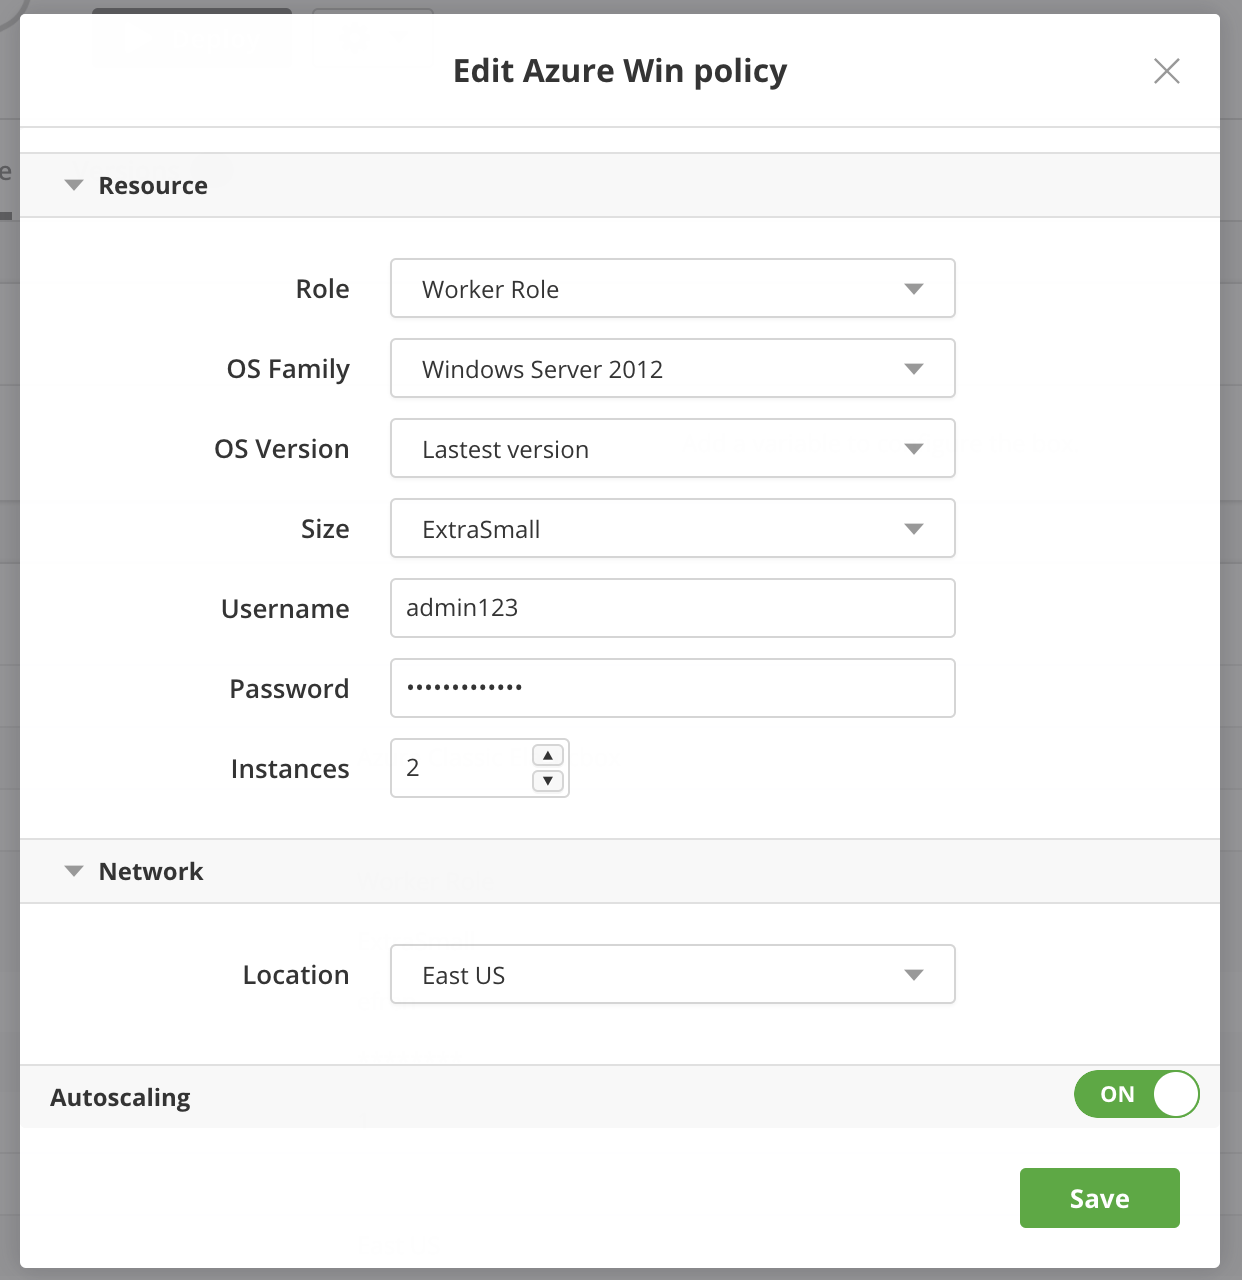 Edit Azure Win policy
e
Resource
Role Worker Role
OS Family Windows Server 2012
OS Version Lastest version
Size ExtraSmall
Username admin123
Password •••••••••••••
Instances 2
Network
Location East US
Autoscaling ON
Save